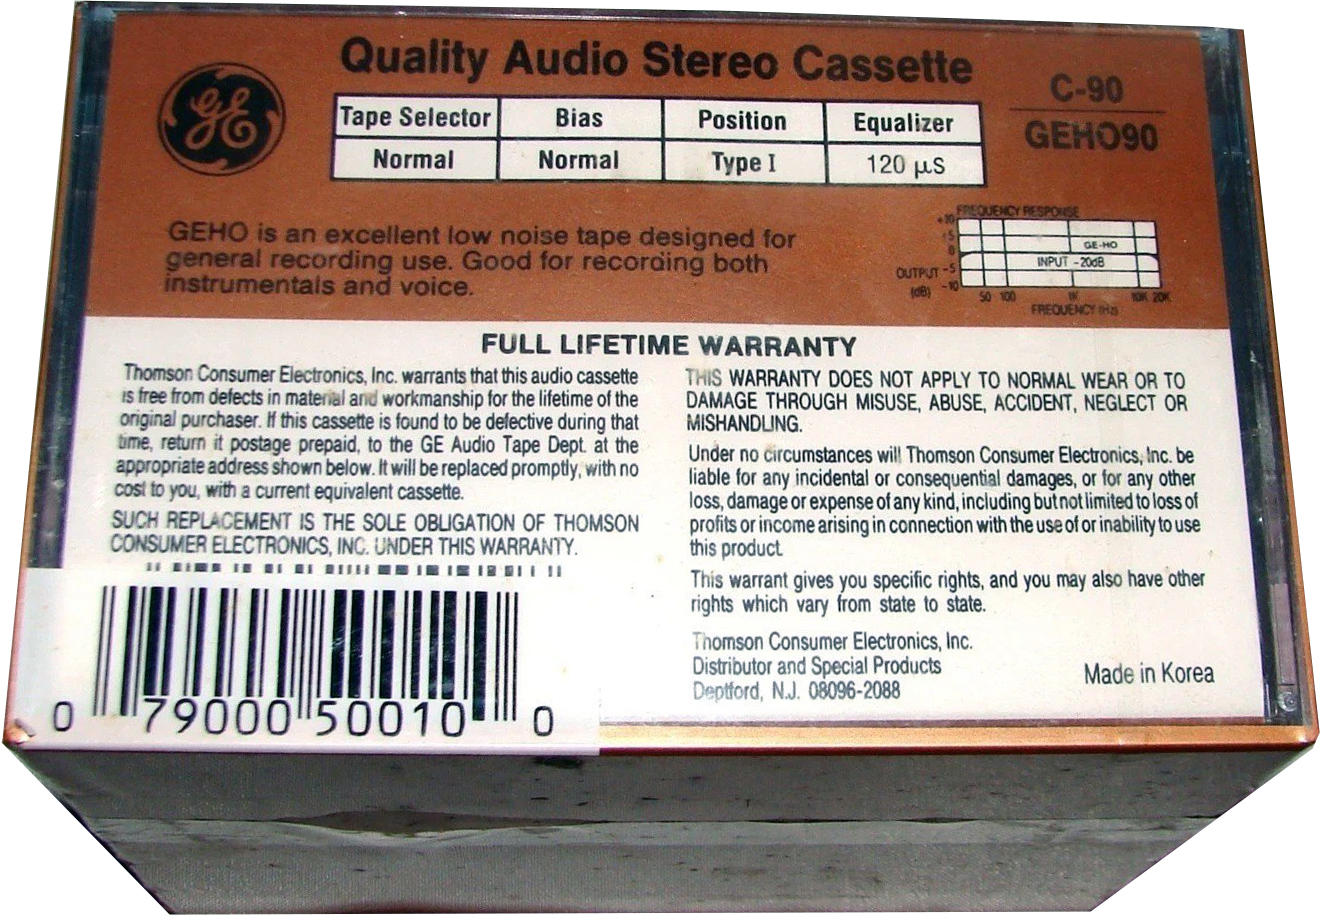 GE
Quality Audio Stereo Cassette
C-90
GEHO90
Tape Selector Bias Position Equalizer
Normal Normal Type I 120 µs
GEHO is an excellent low noise tape designed for
general recording use. Good for recording both
instrumentals and voice.
FREQUENCY RESPONSE
+10
+5
0
-5
-10
OUTPUT
(dB)
GE-HO
INPUT -20dB
50 100 1K 10K 20K
FREQUENCY (Hz)
FULL LIFETIME WARRANTY
Thomson Consumer Electronics, Inc. warrants that this audio cassette
is free from defects in material and workmanship for the lifetime of the
original purchaser. If this cassette is found to be defective during that
time, return it postage prepaid, to the GE Audio Tape Dept. at the
appropriate address shown below. It will be replaced promptly, with no
cost to you, with a current equivalent cassette.
SUCH REPLACEMENT IS THE SOLE OBLIGATION OF THOMSON
CONSUMER ELECTRONICS, INC. UNDER THIS WARRANTY.
THIS WARRANTY DOES NOT APPLY TO NORMAL WEAR OR TO
DAMAGE THROUGH MISUSE, ABUSE, ACCIDENT, NEGLECT OR
MISHANDLING.
Under no circumstances will Thomson Consumer Electronics, Inc. be
liable for any incidental or consequential damages, or for any other
loss, damage or expense of any kind, including but not limited to loss of
profits or income arising in connection with the use of or inability to use
this product.
This warrant gives you specific rights, and you may also have other
rights which vary from state to state.
Thomson Consumer Electronics, Inc.
Distributor and Special Products
Deptford, N.J. 08096-2088
Made in Korea
0 79000 50010 0